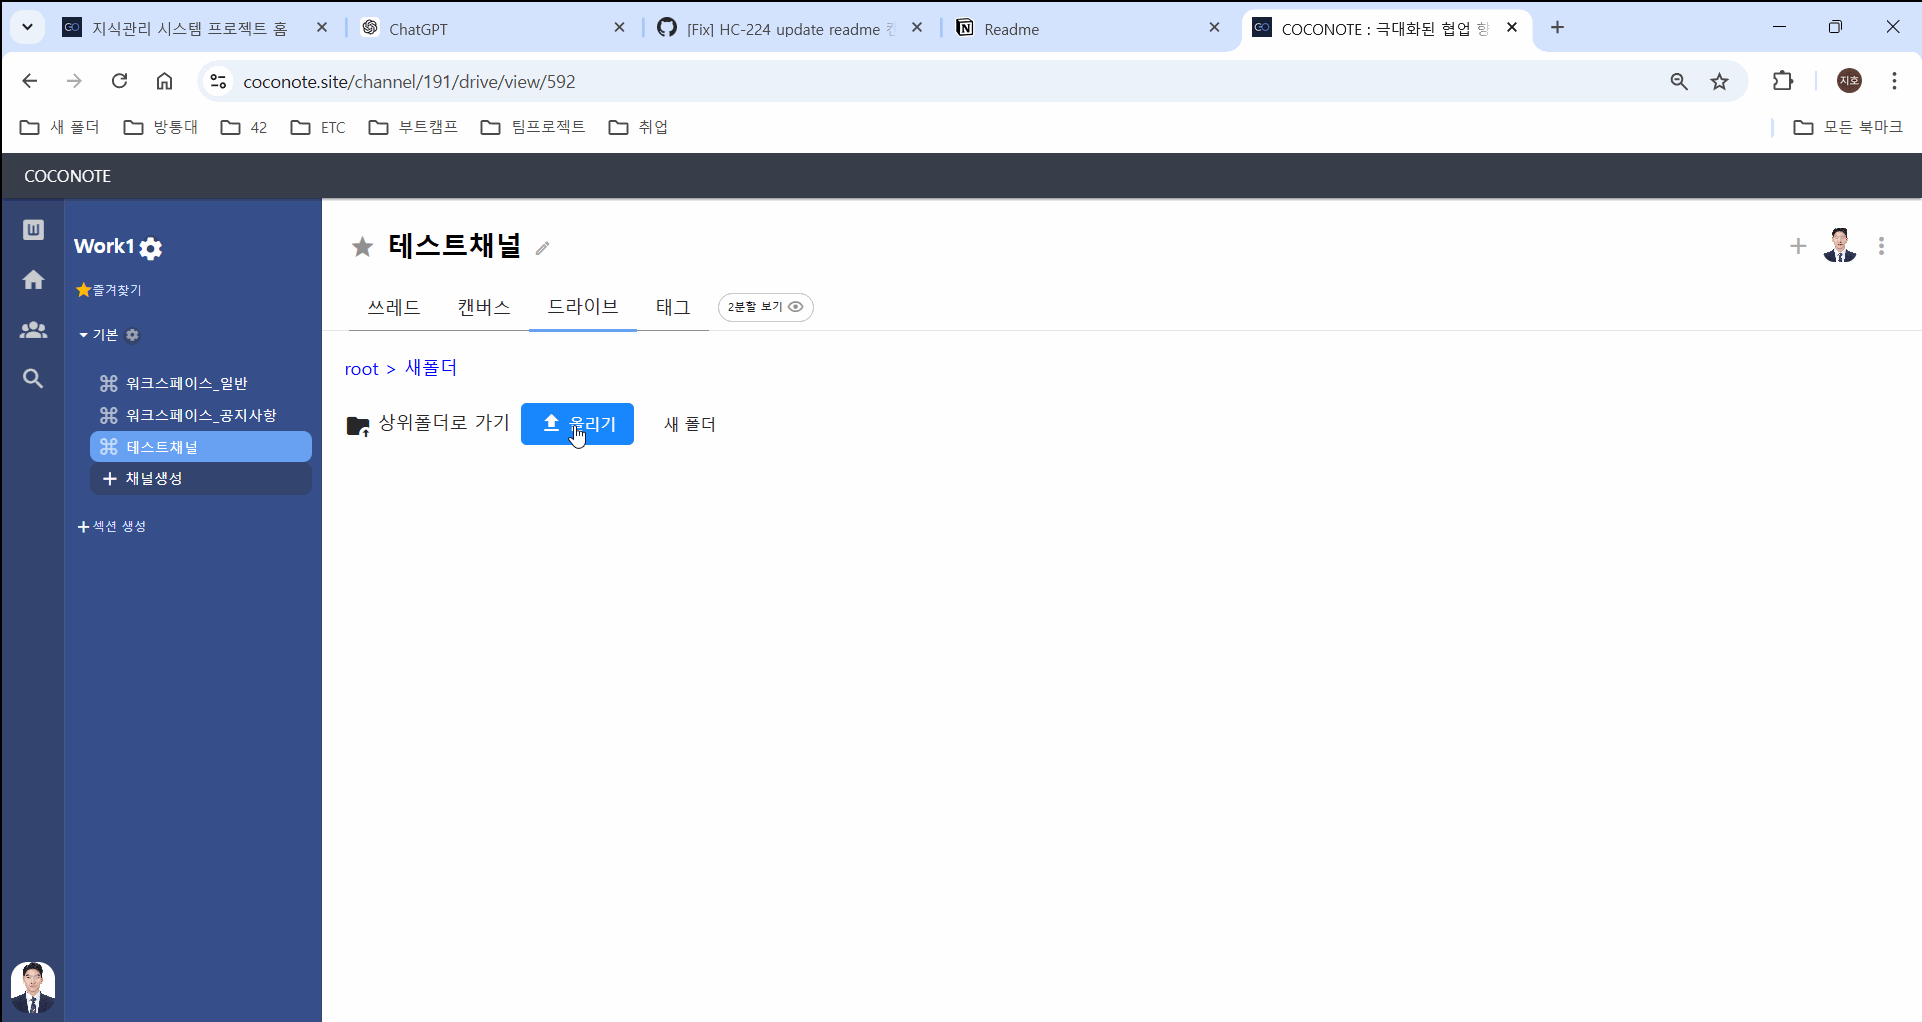 지식관리 시스템 프로젝트 홈
ChatGPT
[Fix] HC-224 update readme
Readme
COCONOTE : 극대화된 협업 향
coconote.site/channel/191/drive/view/592
지호
새 폴더
방통대
42
ETC
부트캠프
팀프로젝트
취업
모든 북마크
COCONOTE
Work1
즐겨찾기
기본
워크스페이스_일반
워크스페이스_공지사항
테스트채널
채널생성
섹션 생성
테스트채널
쓰레드
캔버스
드라이브
태그
2분할 보기
root > 새폴더
상위폴더로 가기
올리기
새 폴더